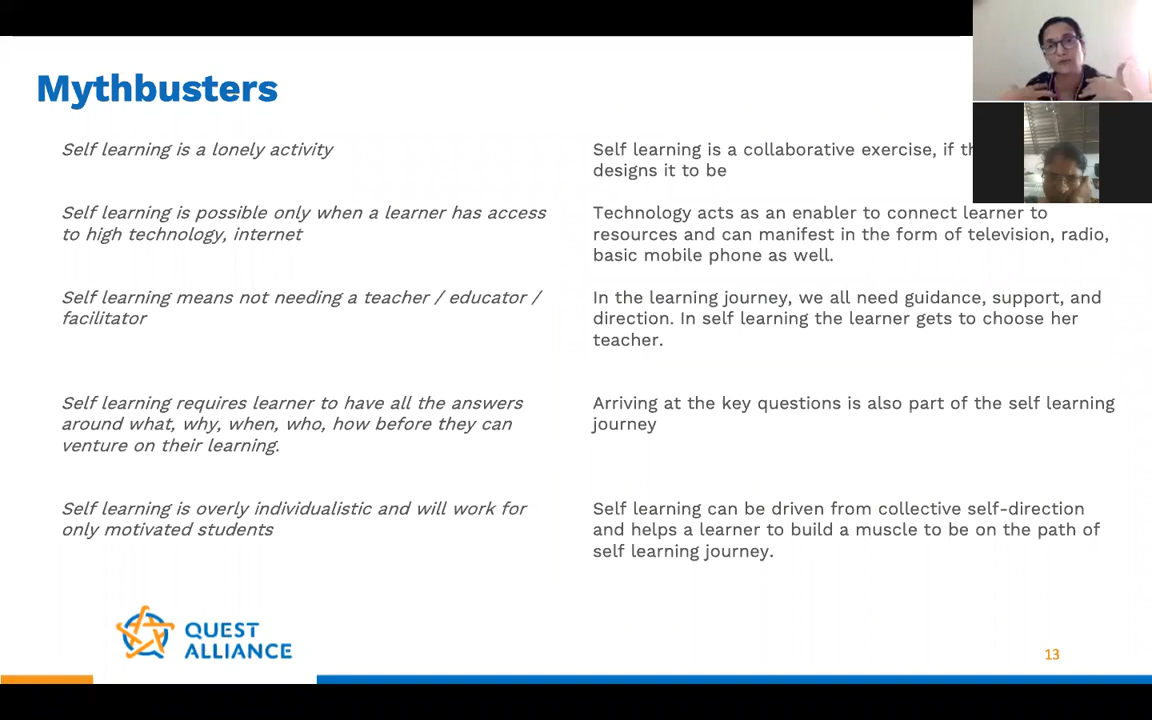 Mythbusters
Self learning is a lonely activity
Self learning is a collaborative exercise, if
designs it to be
Self learning is possible only when a learner has access
to high technology, internet
Technology acts as an enabler to connect learner to
resources and can manifest in the form of television, radio,
basic mobile phone as well.
Self learning means not needing a teacher / educator /
facilitator
In the learning journey, we all need guidance, support, and
direction. In self learning the learner gets to choose her
teacher.
Self learning requires learner to have all the answers
around what, why, when, who, how before they can
venture on their learning.
Arriving at the key questions is also part of the self learning
journey
Self learning is overly individualistic and will work for
only motivated students
Self learning can be driven from collective self-direction
and helps a learner to build a muscle to be on the path of
self learning journey.
QUEST
ALLIANCE
13